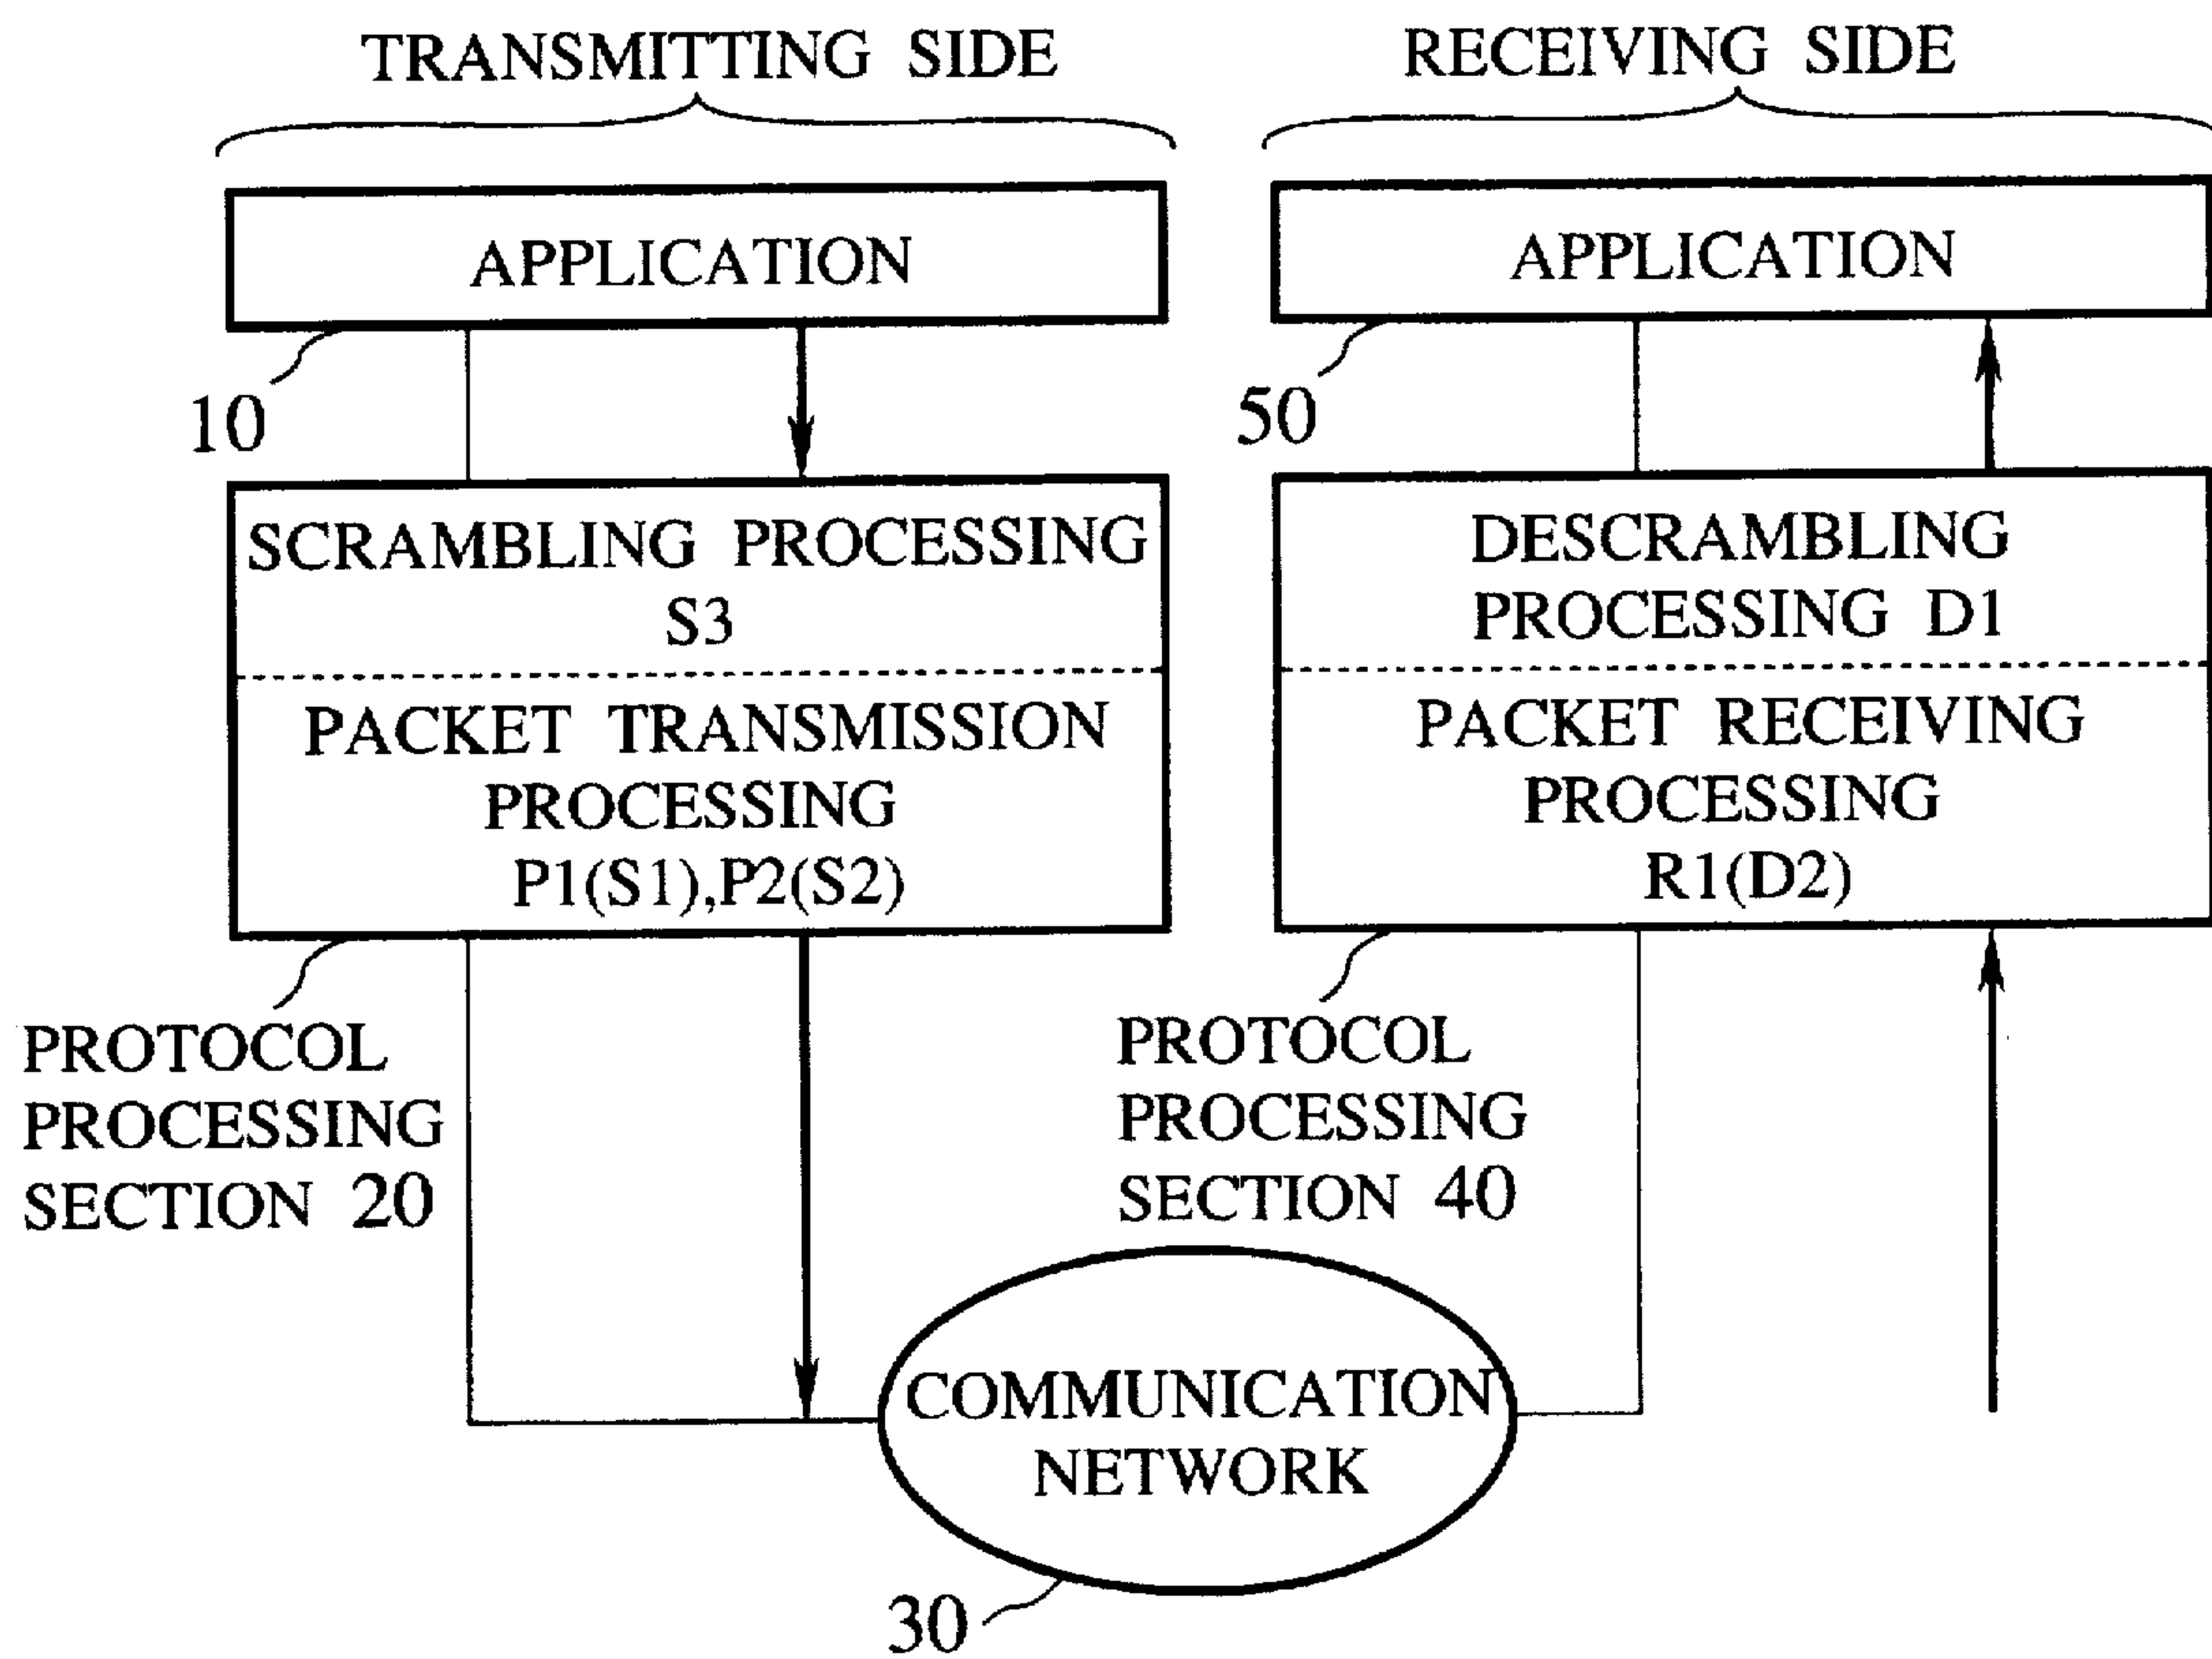 TRANSMITTING SIDE
RECEIVING SIDE
APPLICATION
APPLICATION
10
50
SCRAMBLING PROCESSING
S3
PACKET TRANSMISSION
PROCESSING
P1(S1),P2(S2)
DESCRAMBLING
PROCESSING D1
PACKET RECEIVING
PROCESSING
R1(D2)
PROTOCOL
PROCESSING
SECTION 20
PROTOCOL
PROCESSING
SECTION 40
COMMUNICATION
NETWORK
30